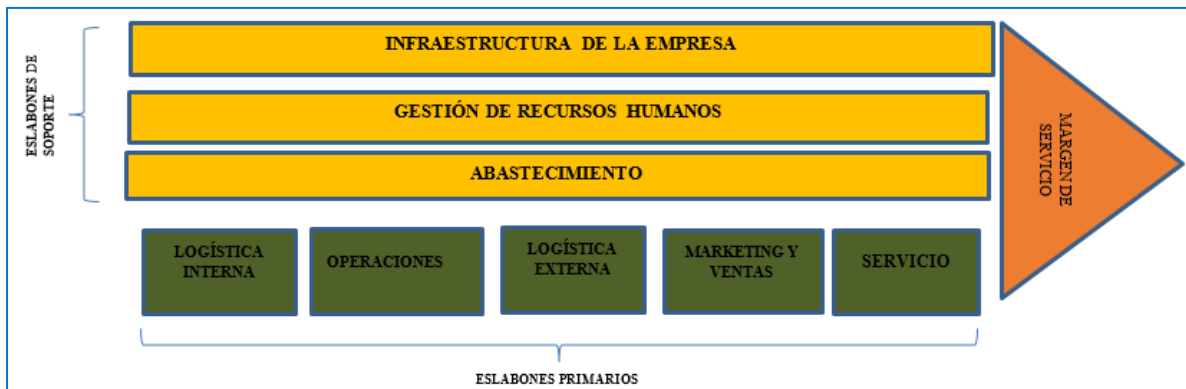 INFRAESTRUCTURA DE LA EMPRESA
ESLABONES DE
SOPORTE
GESTIÓN DE RECURSOS HUMANOS
ABASTECIMIENTO
MARGEN DE
SERVICIO
LOGÍSTICA
INTERNA
OPERACIONES
LOGÍSTICA
EXTERNA
MARKETING Y
VENTAS
SERVICIO
ESLABONES PRIMARIOS